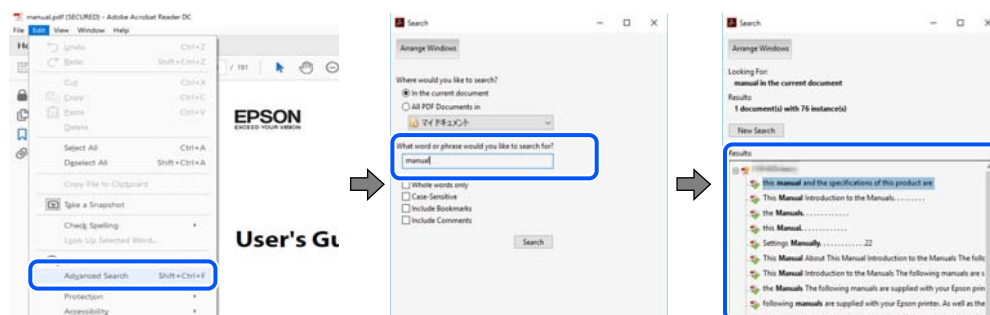 manual.pdf (SECURED) - Adobe Acrobat Reader DC
File Edit View Window Help
Undo Ctrl+Z
Redo Shift+Ctrl+Z
Cut Ctrl+X
Copy Ctrl+C
Paste Ctrl+V
Delete
Select All Ctrl+A
Deselect All Shift+Ctrl+A
Copy File to Clipboard
Take a Snapshot
Check Spelling
Look Up Selected Word...
Advanced Search Shift+Ctrl+F
Protection
Accessibility
/ 181
EPSON
EXCEED YOUR VISION
User's Gu
Search
Arrange Windows
Where would you like to search?
In the current document
All PDF Documents in
マイ ドキュメント
What word or phrase would you like to search for?
manual
Whole words only
Case-Sensitive
Include Bookmarks
Include Comments
Search
Search
Arrange Windows
Looking For:
manual in the current document
Results:
1 document(s) with 76 instance(s)
New Search
Results:
this manual and the specifications of this product are
This Manual Introduction to the Manuals. . . . . . . . .
the Manuals. . . . . . . . . . . .
this Manual. . . . . . . . . . . .
Settings Manually. . . . . . . . . . . . 22
This Manual About This Manual Introduction to the Manuals The follo
This Manual Introduction to the Manuals The following manuals are s
the Manuals The following manuals are supplied with your Epson prin
following manuals are supplied with your Epson printer. As well as the